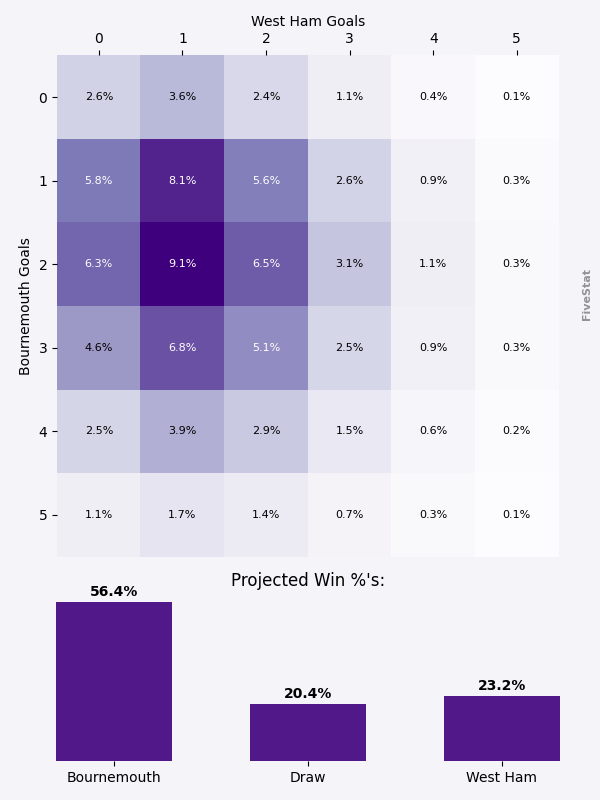 West Ham Goals
0 1 2 3 4 5
0 2.6% 3.6% 2.4% 1.1% 0.4% 0.1%
1 5.8% 8.1% 5.6% 2.6% 0.9% 0.3%
2 6.3% 9.1% 6.5% 3.1% 1.1% 0.3%
3 4.6% 6.8% 5.1% 2.5% 0.9% 0.3%
4 2.5% 3.9% 2.9% 1.5% 0.6% 0.2%
5 1.1% 1.7% 1.4% 0.7% 0.3% 0.1%
Bournemouth Goals
FiveStat
Projected Win %'s:
56.4% 20.4% 23.2%
Bournemouth Draw West Ham